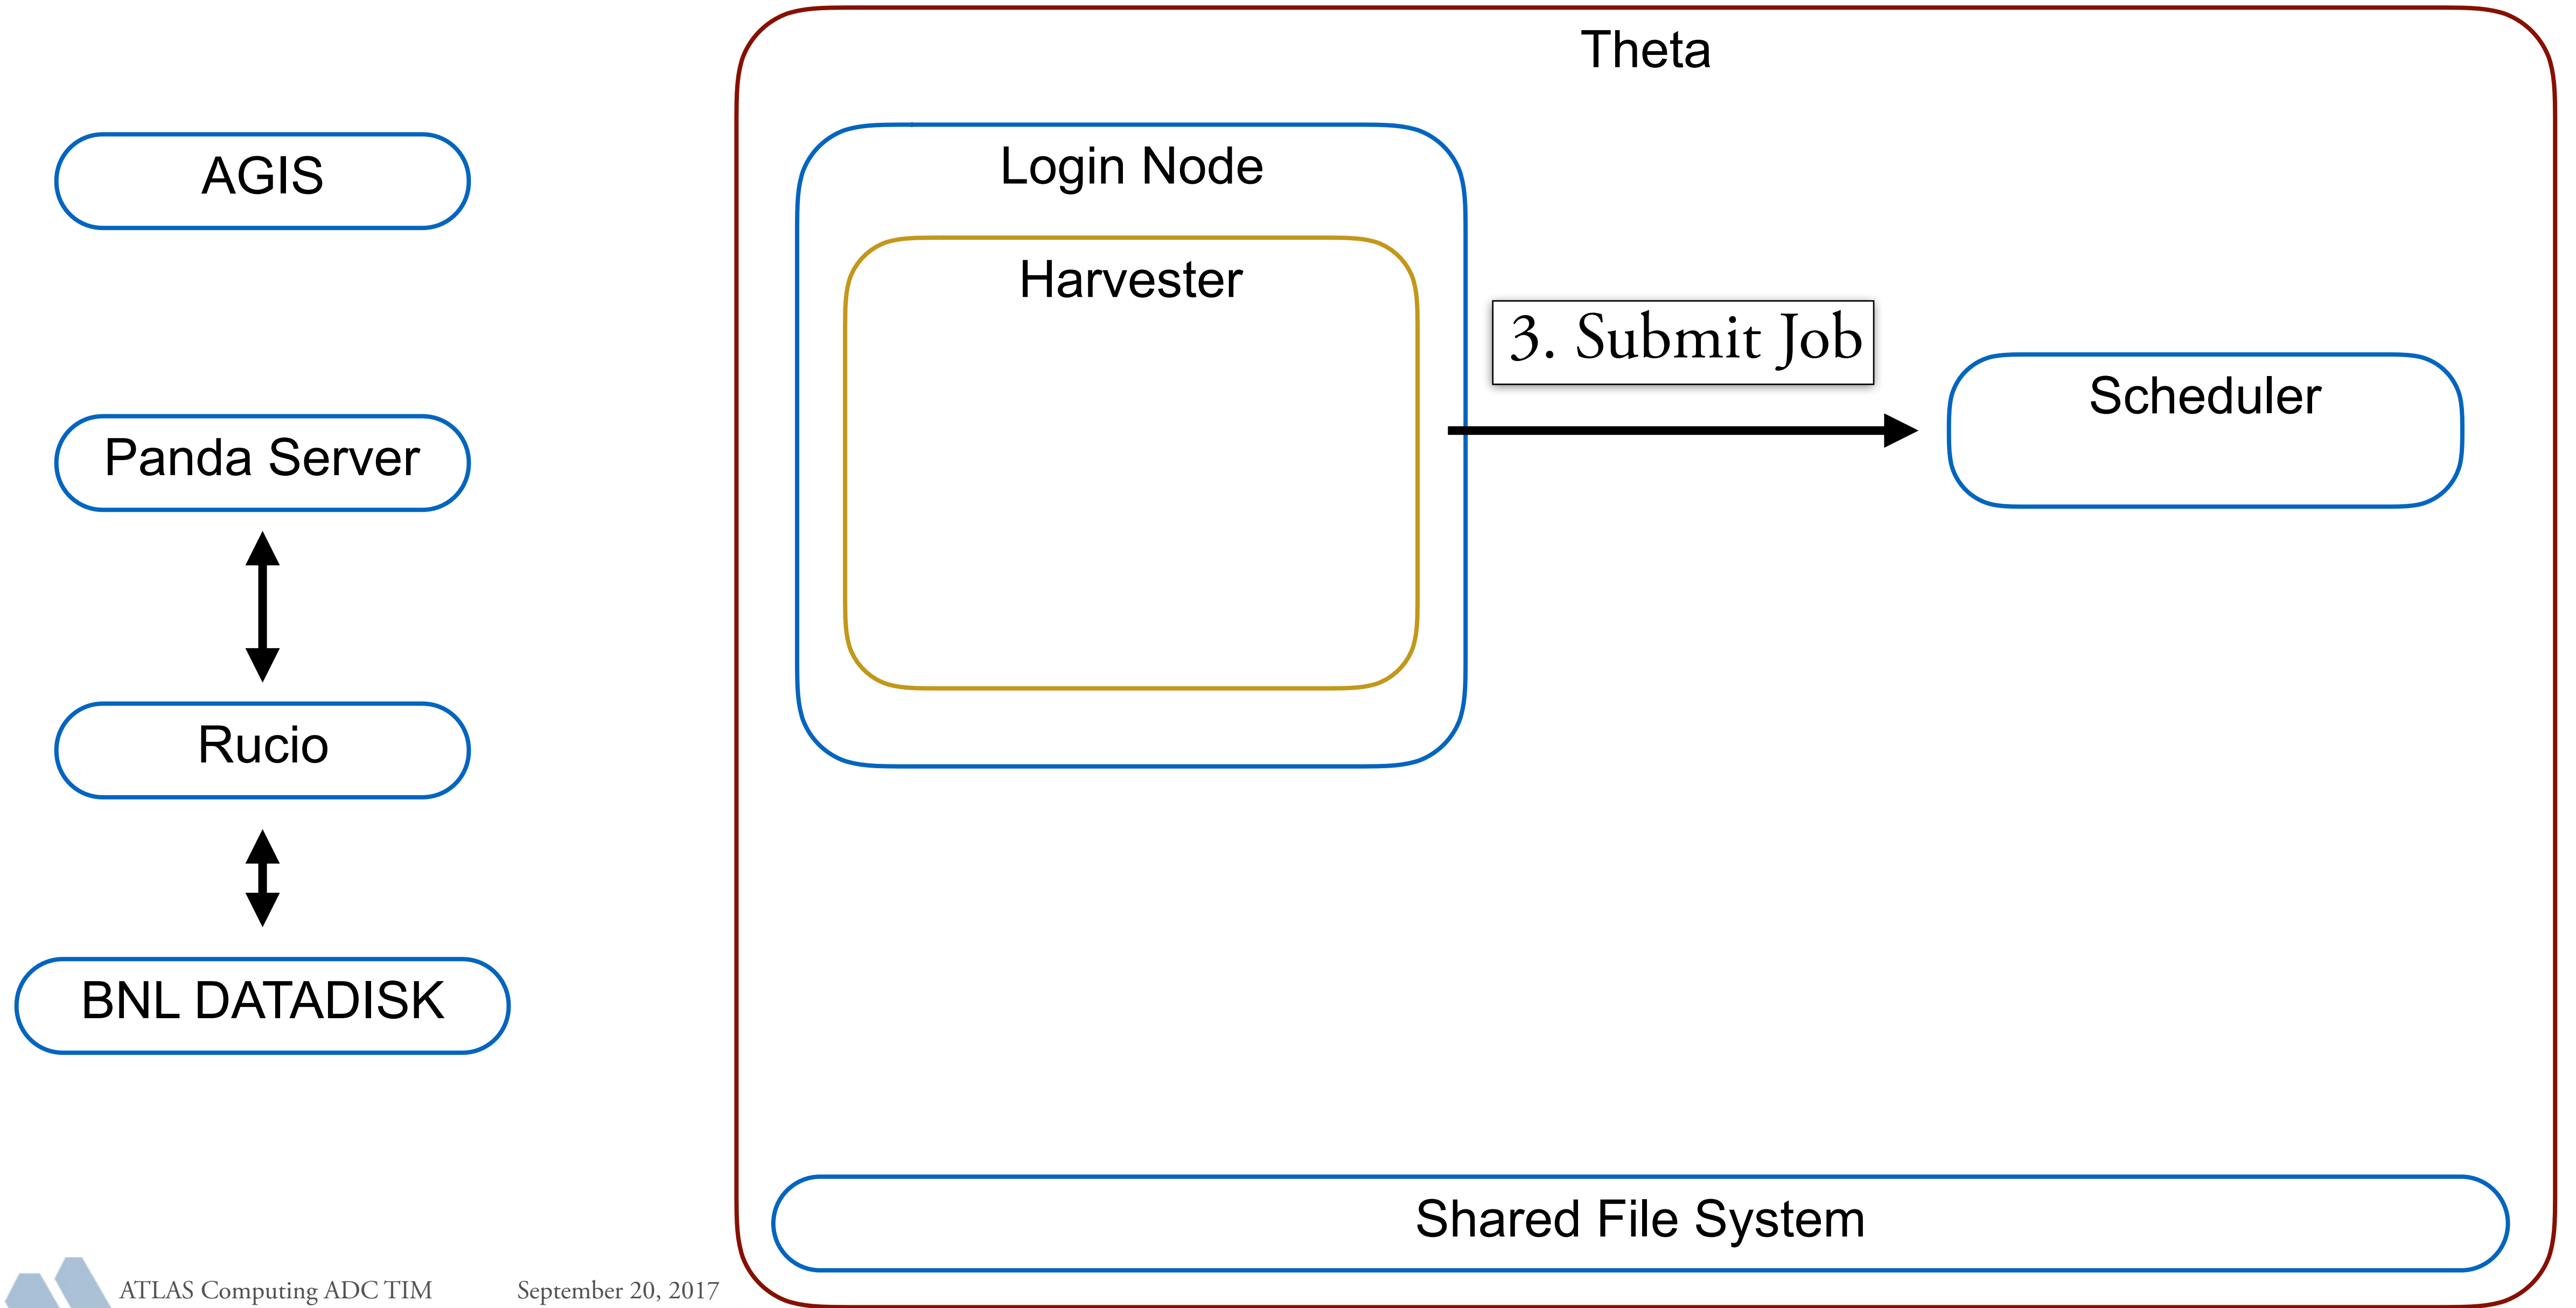 Theta
AGIS
Login Node
Harvester
3. Submit Job
Scheduler
Panda Server
Rucio
BNL DATADISK
Shared File System
ATLAS Computing ADC TIM
September 20, 2017